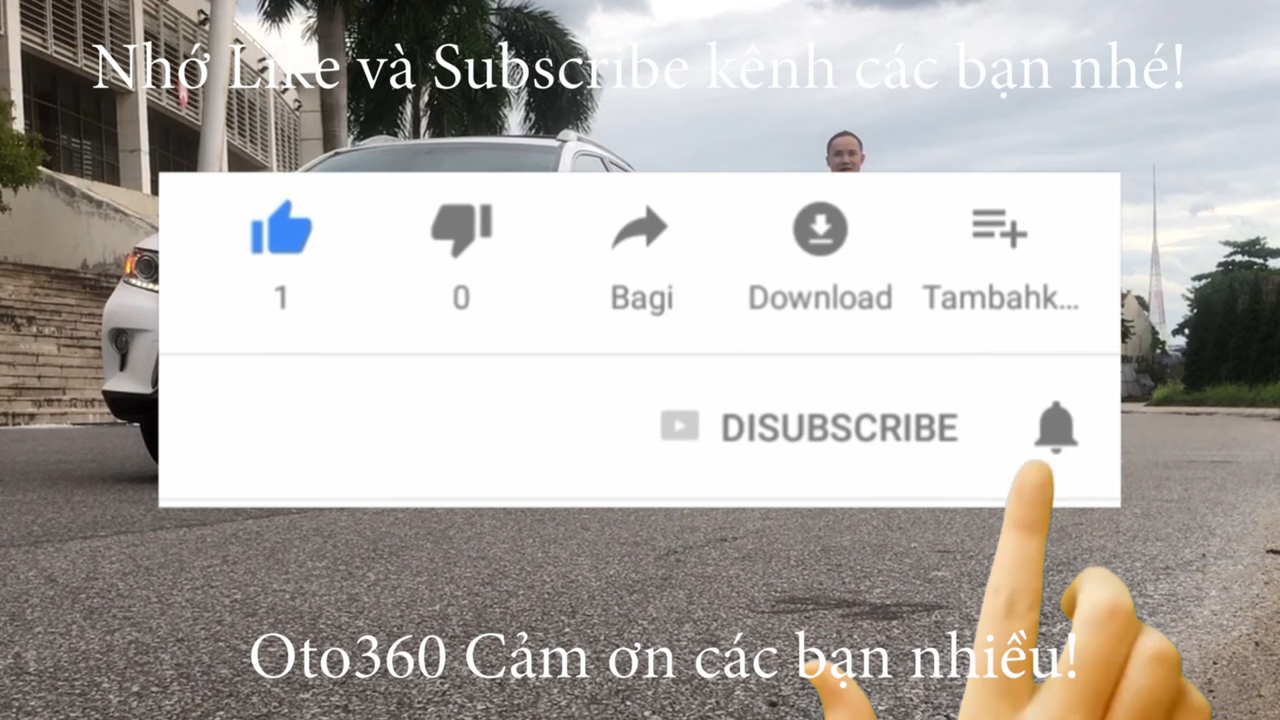 Nhớ Like và Subscribe kênh các bạn nhé!
1
0
Bagi
Download
Tambahk...
DISUBSCRIBE
Oto360 Cảm ơn các bạn nhiều!